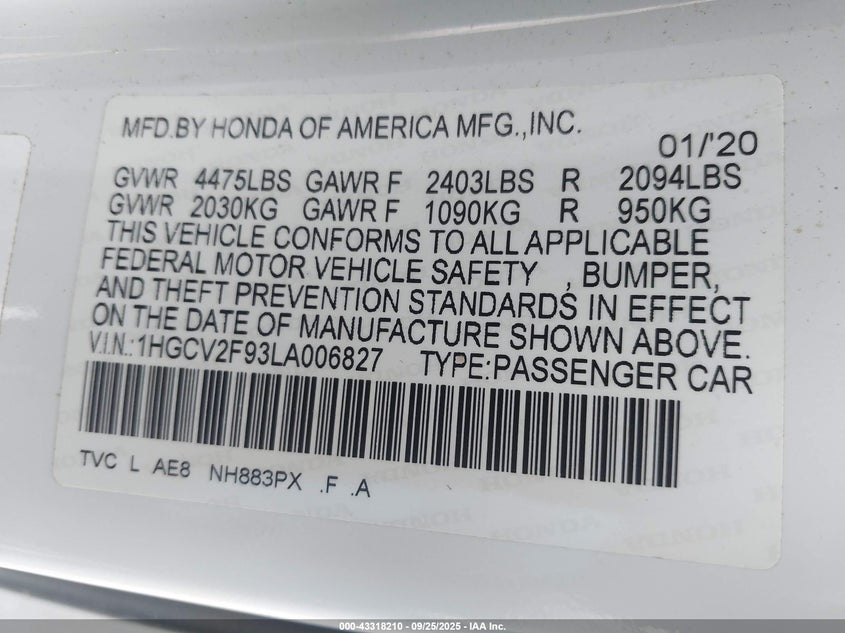 MFD.BY HONDA OF AMERICA MFG.,INC.
01/'20
GVWR 4475LBS GAWR F 2403LBS R 2094LBS
GVWR 2030KG GAWR F 1090KG R 950KG
THIS VEHICLE CONFORMS TO ALL APPLICABLE
FEDERAL MOTOR VEHICLE SAFETY , BUMPER,
AND THEFT PREVENTION STANDARDS IN EFFECT
ON THE DATE OF MANUFACTURE SHOWN ABOVE.
V.I.N.:1HGCV2F93LA006827 TYPE:PASSENGER CAR
TVC L AE8 NH883PX .F .A
000-43318210 - 09/25/2025 - IAA Inc.